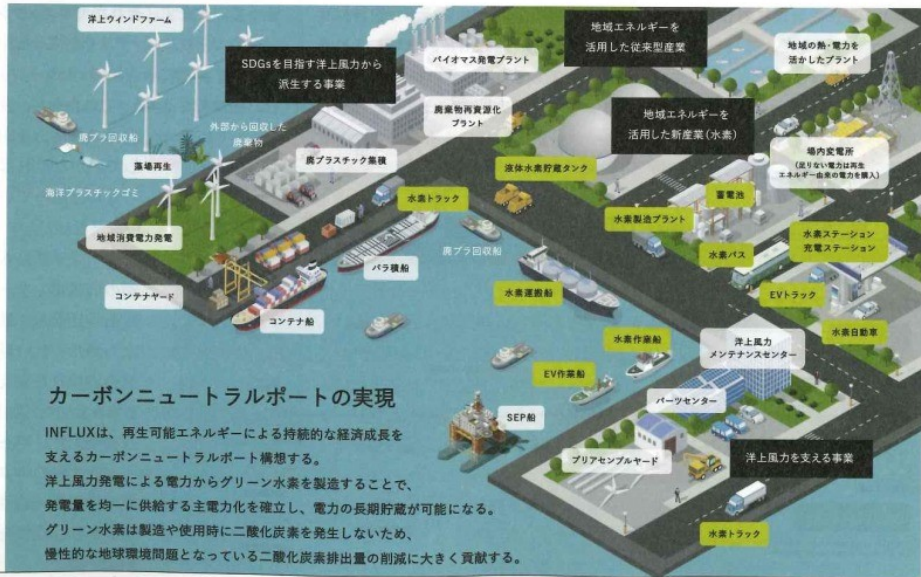 洋上ウィンドファーム
SDGsを目指す洋上風力から
派生する事業
バイオマス発電プラント
地域エネルギーを
活用した従来型産業
地域の熱・電力を
活かしたプラント
廃プラ回収船
外部から回収した
廃棄物
廃棄物再資源化
プラント
地域エネルギーを
活用した新産業(水素)
藻場再生
廃プラスチック集積
場内変電所
(足りない電力は再生
エネルギー由来の電力を購入)
海洋プラスチックゴミ
液体水素貯蔵タンク
蓄電池
水素トラック
水素製造プラント
地域消費電力発電
水素ステーション
充電ステーション
廃プラ回収船
水素バス
バラ積船
コンテナヤード
水素運搬船
EVトラック
コンテナ船
水素自動車
水素作業船
洋上風力
メンテナンスセンター
EV作業船
パーツセンター
SEP船
プリアセンブルヤード
洋上風力を支える事業
水素トラック
カーボンニュートラルポートの実現
INFLUXは、再生可能エネルギーによる持続的な経済成長を
支えるカーボンニュートラルポート構想する。
洋上風力発電による電力からグリーン水素を製造することで、
発電量を均一に供給する主電力化を確立し、電力の長期貯蔵が可能になる。
グリーン水素は製造や使用時に二酸化炭素を発生しないため、
慢性的な地球環境問題となっている二酸化炭素排出量の削減に大きく貢献する。